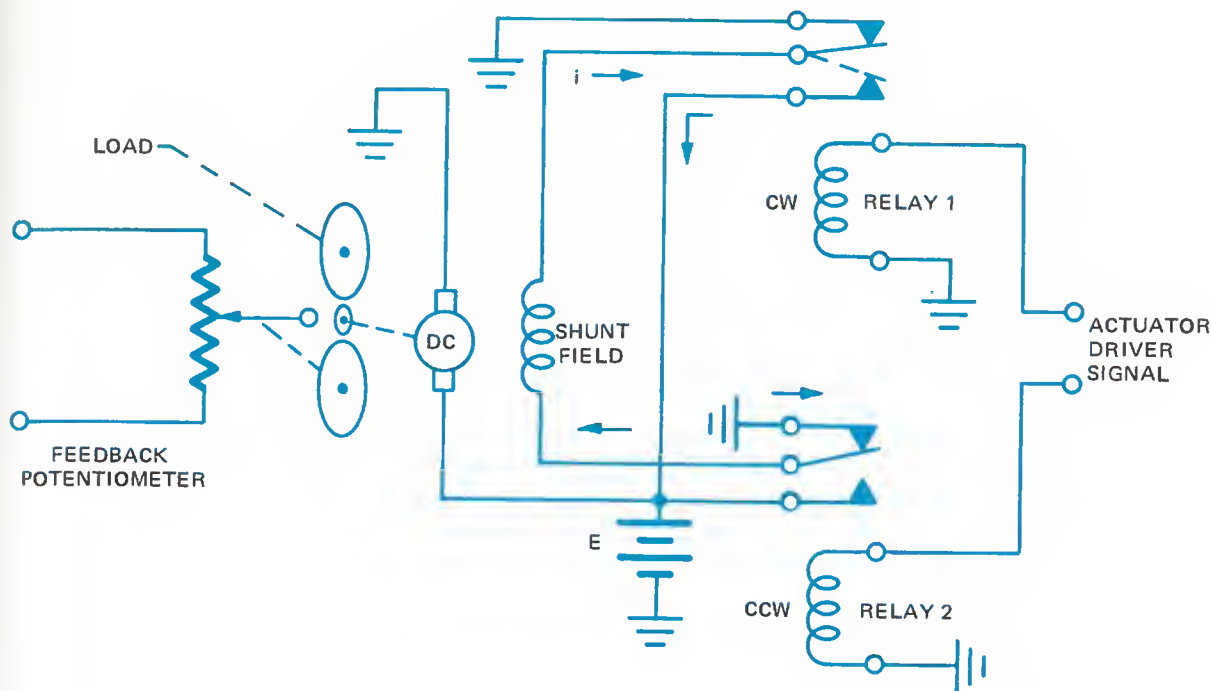 i
LOAD
CW
RELAY 1
DC
SHUNT
FIELD
ACTUATOR
DRIVER
SIGNAL
FEEDBACK
POTENTIOMETER
E
CCW
RELAY 2